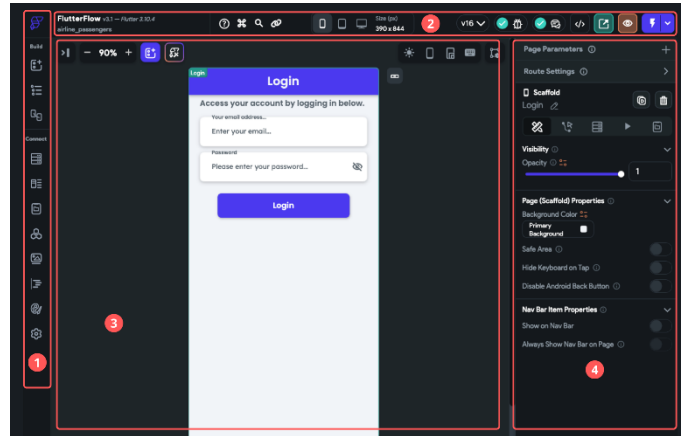 FlutterFlow v3.1 — Flutter 3.10.4
airline_passengers
Size (px)
390 x 844
2
v16
Build
90%
Connect
1
Login
Login
Access your account by logging in below.
Your email address...
Enter your email...
Password
Please enter your password...
Login
3
Page Parameters
Route Settings
Scaffold
Login
Visibility
Opacity
1
Page (Scaffold) Properties
Background Color
Primary
Background
Safe Area
Hide Keyboard on Tap
Disable Android Back Button
Nav Bar Item Properties
Show on Nav Bar
Always Show Nav Bar on Page
4